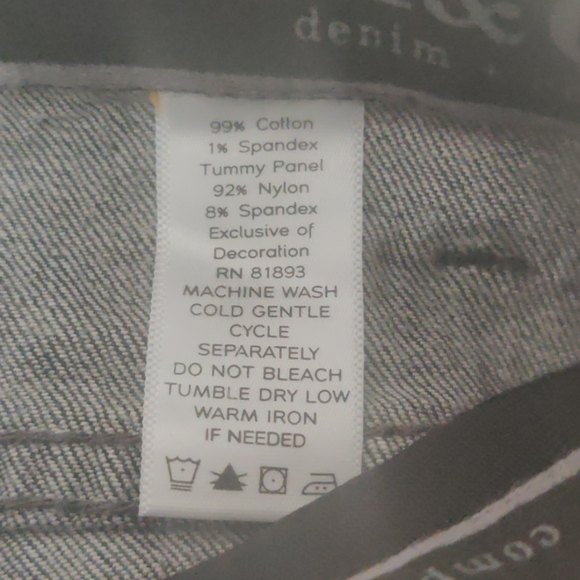 &
denim
99% Cotton
1% Spandex
Tummy Panel
92% Nylon
8% Spandex
Exclusive of
Decoration
RN 81893
MACHINE WASH
COLD GENTLE
CYCLE
SEPARATELY
DO NOT BLEACH
TUMBLE DRY LOW
WARM IRON
IF NEEDED